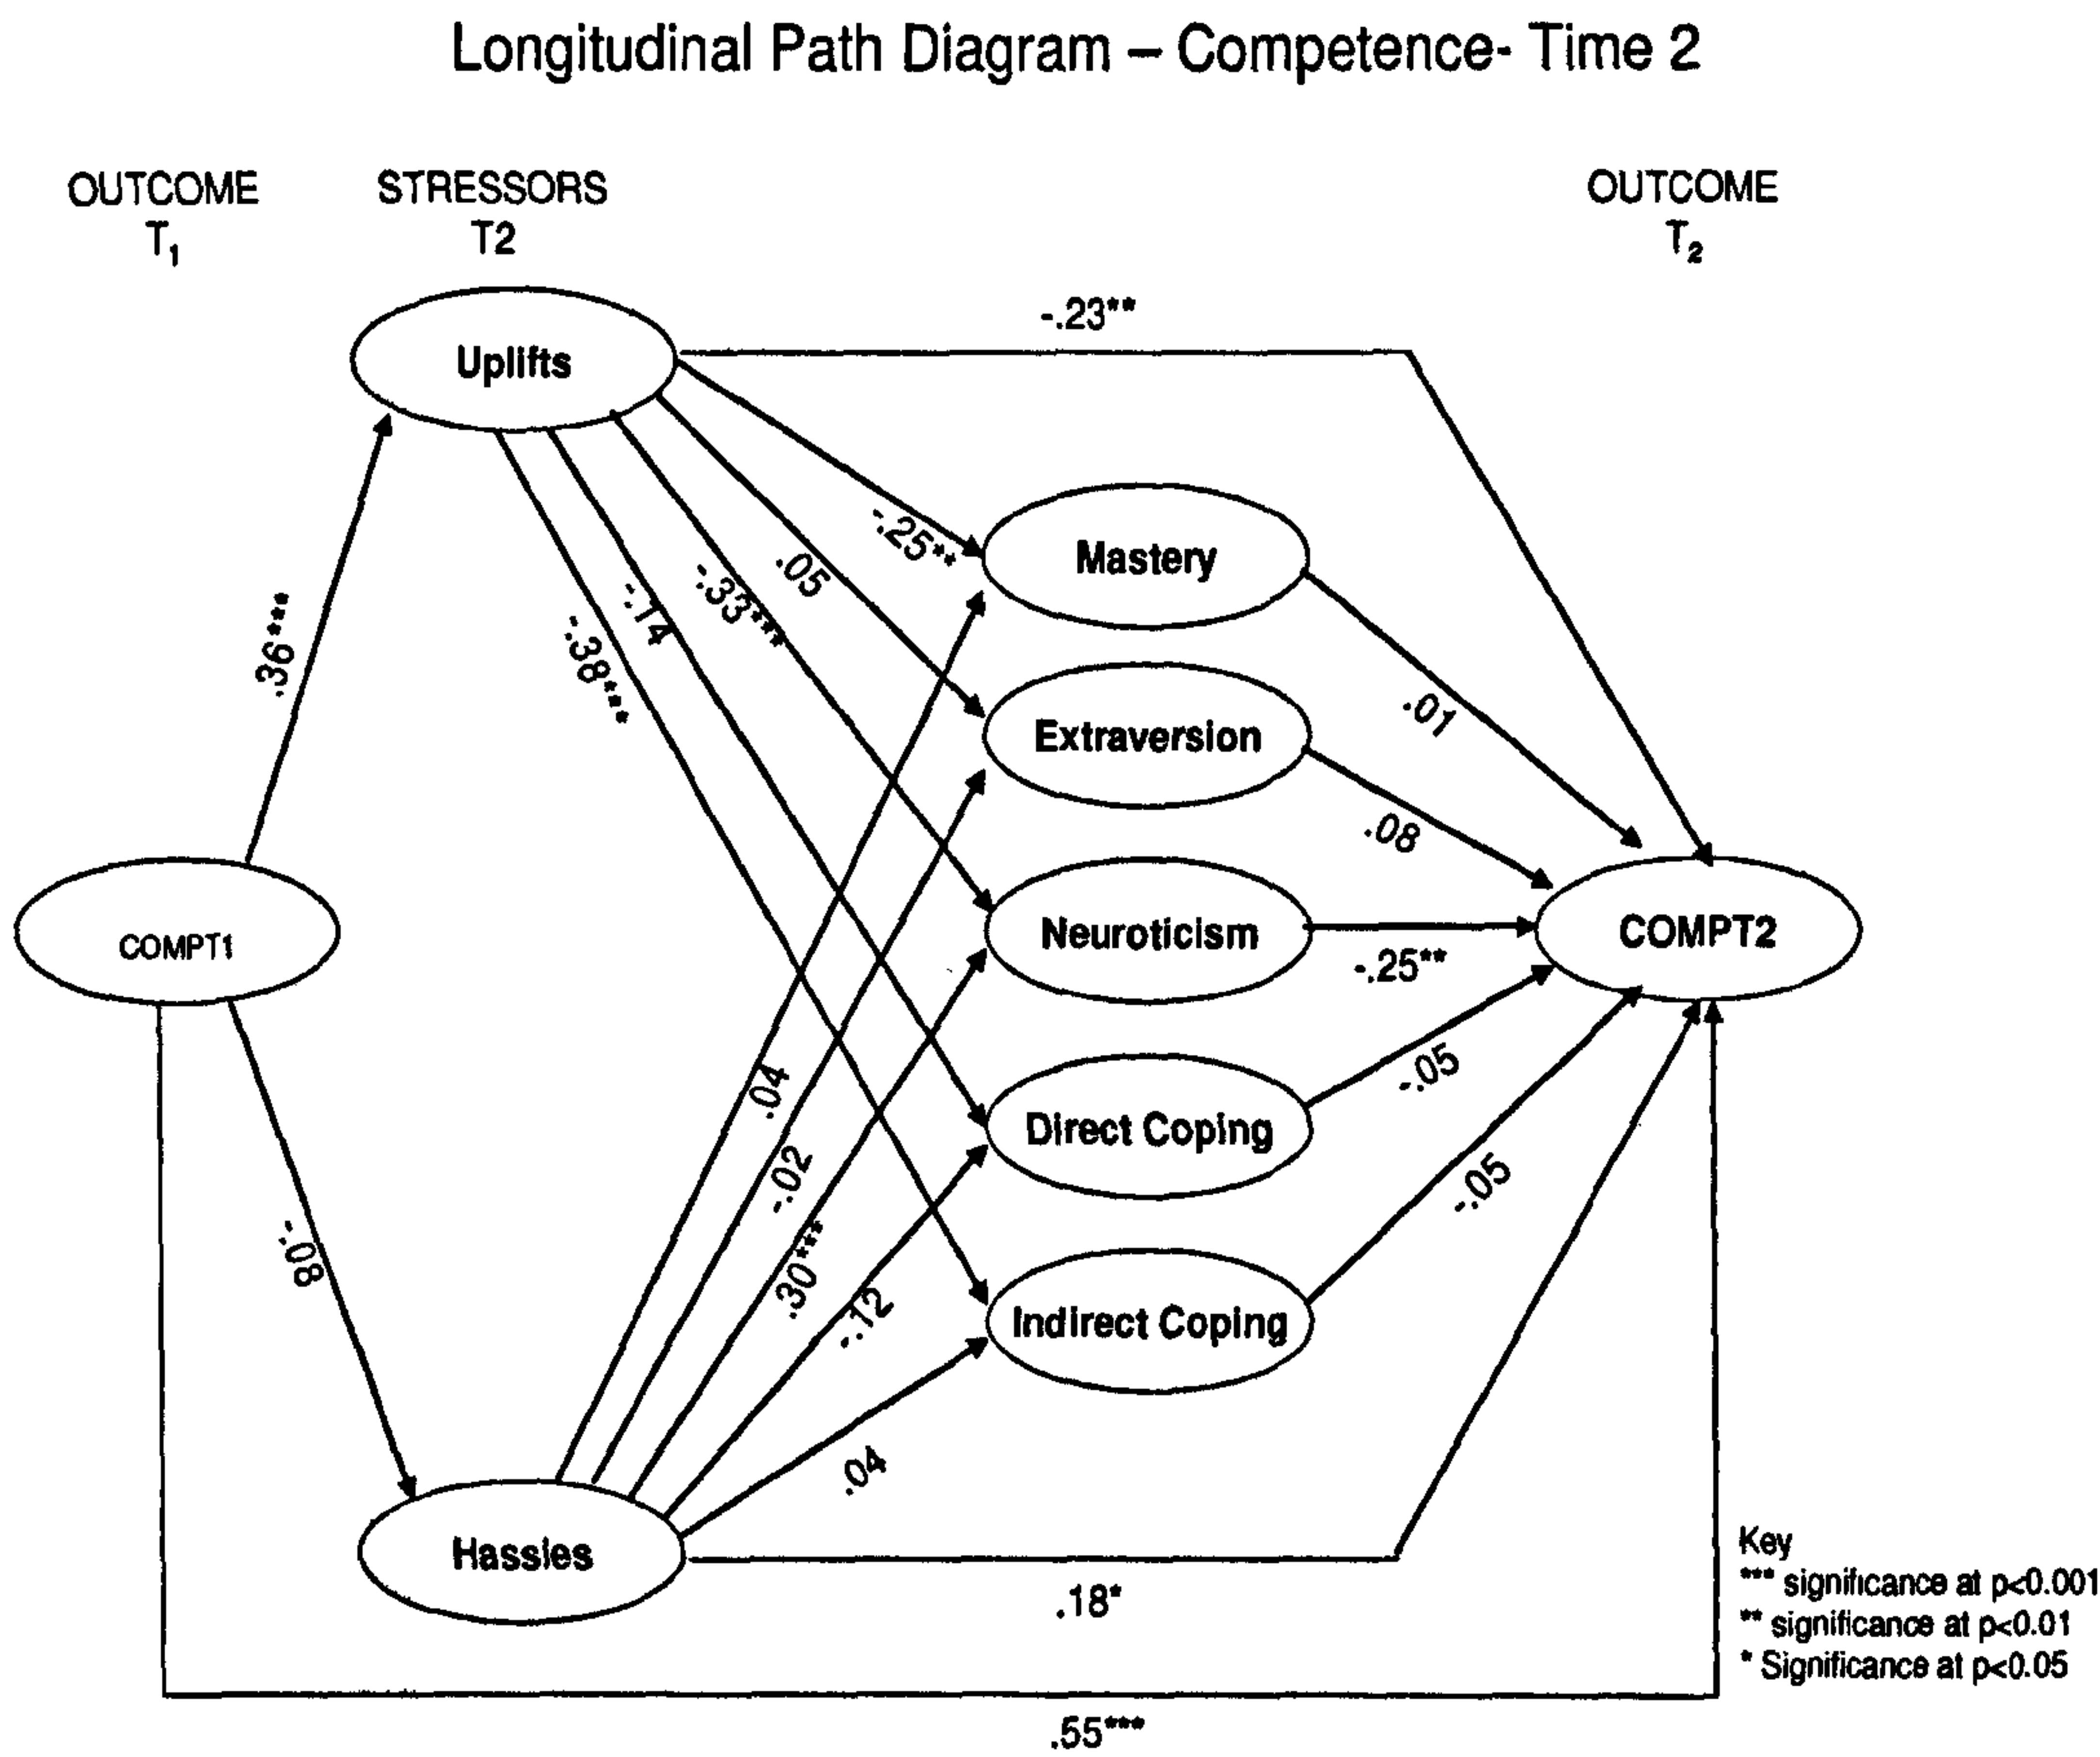 Longitudinal Path Diagram – Competence- Time 2
OUTCOME
T1
STRESSORS
T2
OUTCOME
T2
-.23**
Uplifts
-.25**
.05
-.33***
-.14
-.38***
.36***
Mastery
.01
Extraversion
.08
COMPT1
Neuroticism
-.25**
COMPT2
Direct Coping
-.05
.04
-.02
.30***
-.12
-.05
-.08
Indirect Coping
.04
Hassles
.18*
Key
*** significance at p<0.001
** significance at p<0.01
* Significance at p<0.05
.55***